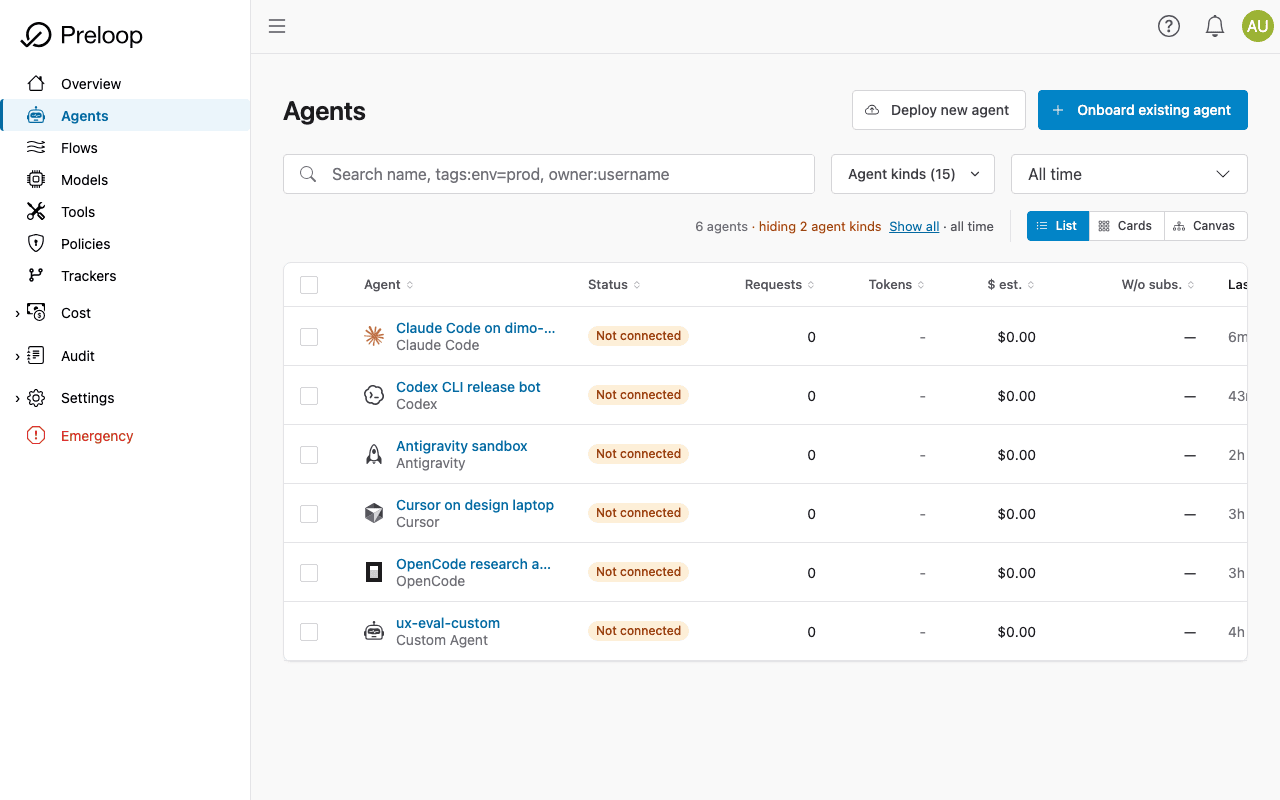 Preloop
Overview
Agents
Flows
Models
Tools
Policies
Trackers
Cost
Audit
Settings
Emergency
AU
Agents
Deploy new agent
Onboard existing agent
Search name, tags:env=prod, owner:username
Agent kinds (15)
All time
6 agents · hiding 2 agent kinds Show all · all time
List
Cards
Canvas
Agent Status Requests Tokens $ est. W/o subs. Las
Claude Code on dimo-... Not connected 0 - $0.00 — 6m
Claude Code
Codex CLI release bot Not connected 0 - $0.00 — 43
Codex
Antigravity sandbox Not connected 0 - $0.00 — 2h
Antigravity
Cursor on design laptop Not connected 0 - $0.00 — 3h
Cursor
OpenCode research a... Not connected 0 - $0.00 — 3h
OpenCode
ux-eval-custom Not connected 0 - $0.00 — 4h
Custom Agent